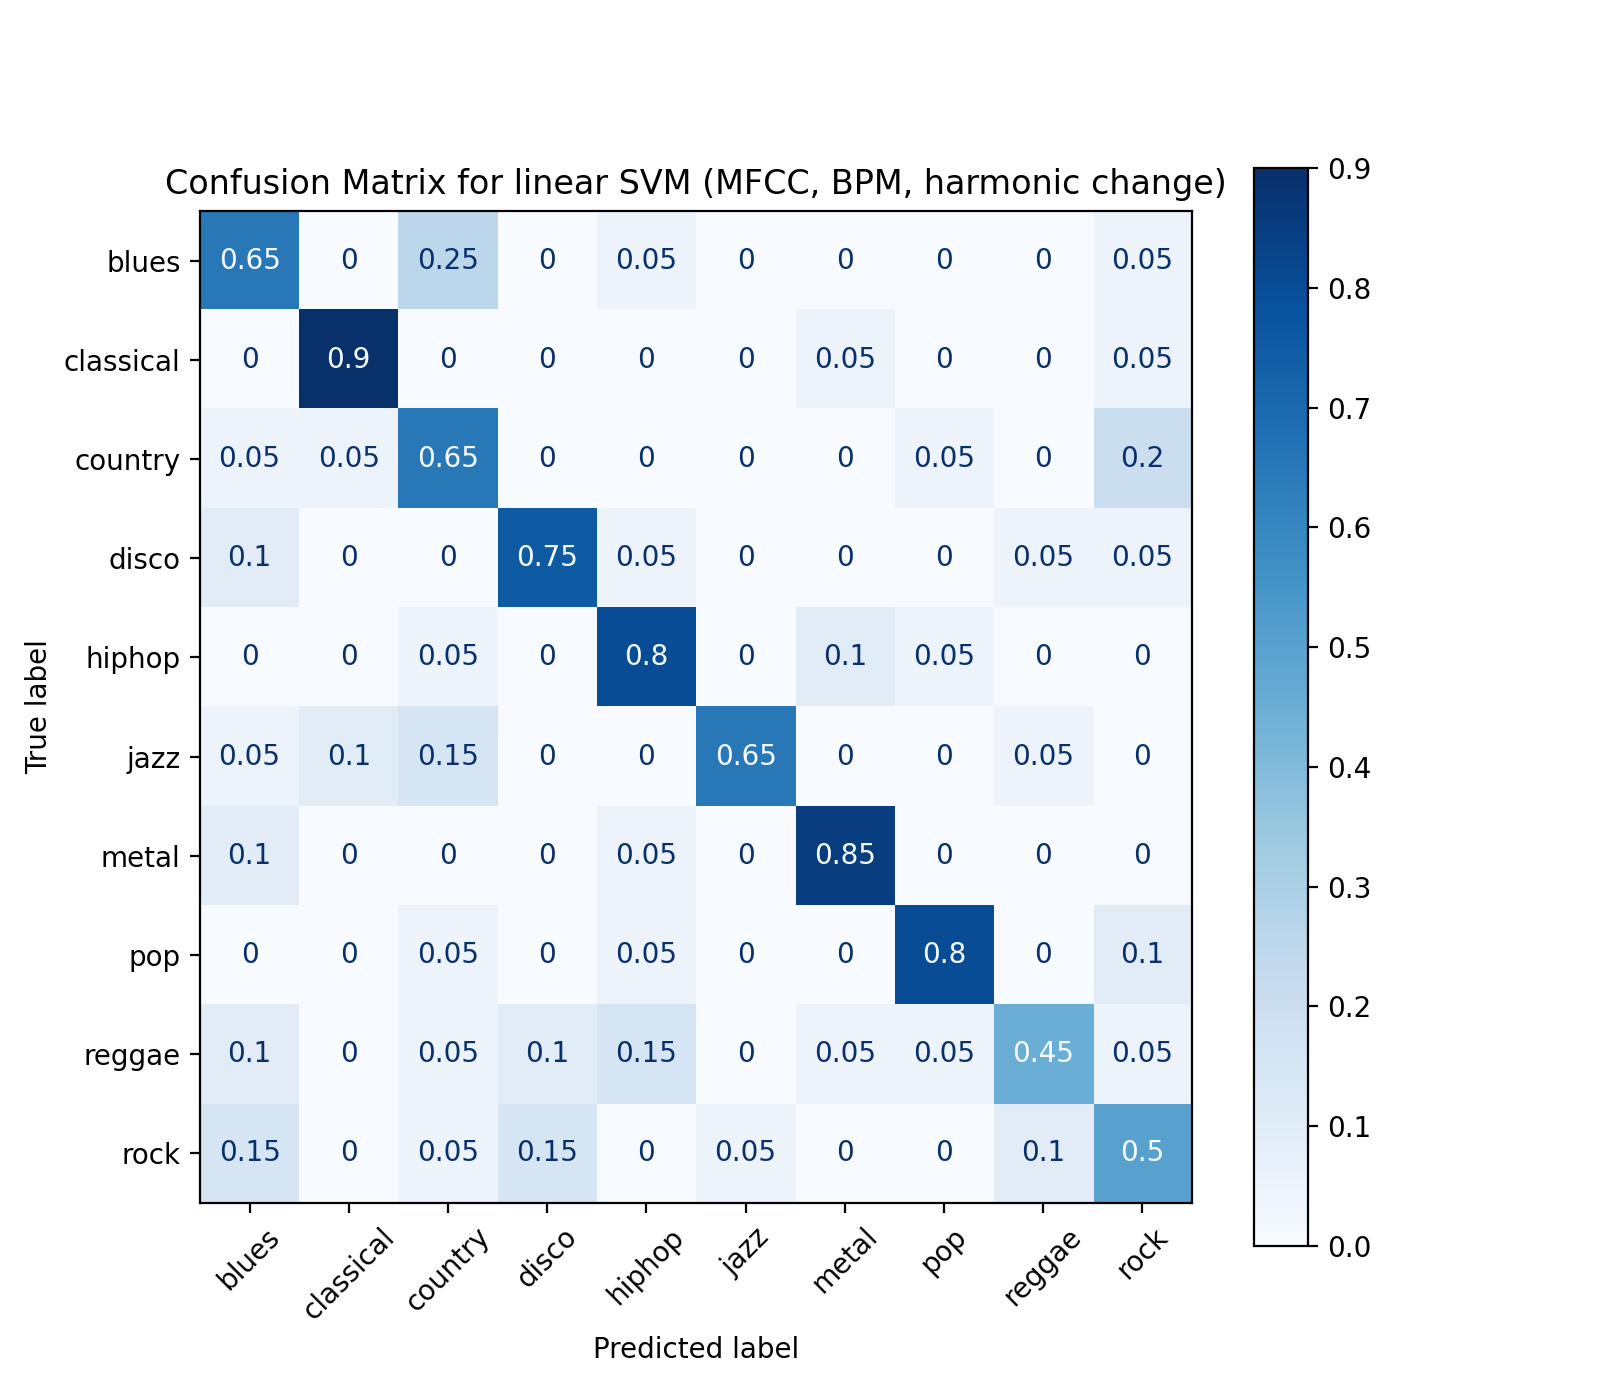 Confusion Matrix for linear SVM (MFCC, BPM, harmonic change)
True label
blues 0.65 0 0.25 0 0.05 0 0 0 0 0.05
classical 0 0.9 0 0 0 0 0.05 0 0 0.05
country 0.05 0.05 0.65 0 0 0 0 0.05 0 0.2
disco 0.1 0 0 0.75 0.05 0 0 0 0.05 0.05
hiphop 0 0 0.05 0 0.8 0 0.1 0.05 0 0
jazz 0.05 0.1 0.15 0 0 0.65 0 0 0.05 0
metal 0.1 0 0 0 0.05 0 0.85 0 0 0
pop 0 0 0.05 0 0.05 0 0 0.8 0 0.1
reggae 0.1 0 0.05 0.1 0.15 0 0.05 0.05 0.45 0.05
rock 0.15 0 0.05 0.15 0 0.05 0 0 0.1 0.5
blues classical country disco hiphop jazz metal pop reggae rock
Predicted label
0.9
0.8
0.7
0.6
0.5
0.4
0.3
0.2
0.1
0.0